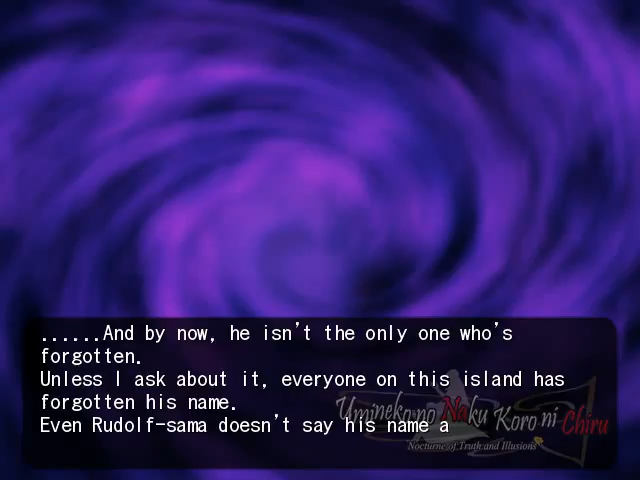 ......And by now, he isn't the only one who's
forgotten.
Unless I ask about it, everyone on this island has
forgotten his name.
Even Rudolf-sama doesn't say his name a
Umineko no Naku Koro ni Chiru
Nocturne of Truth and Illusions